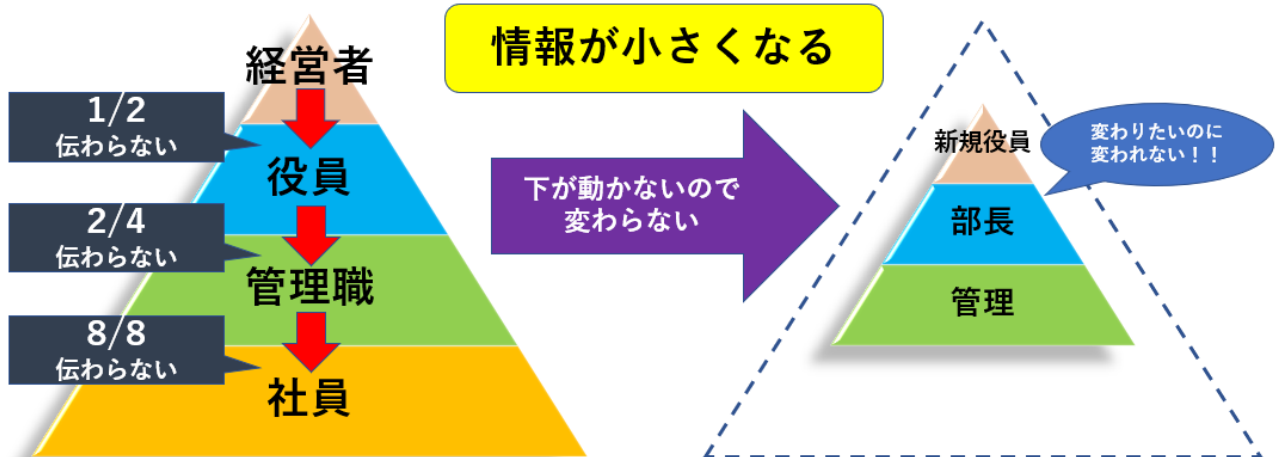 情報が小さくなる
経営者
1/2
伝わらない
役員
2/4
伝わらない
管理職
8/8
伝わらない
社員
下が動かないので
変わらない
新規役員
変わりたいのに
変われない！！
部長
管理